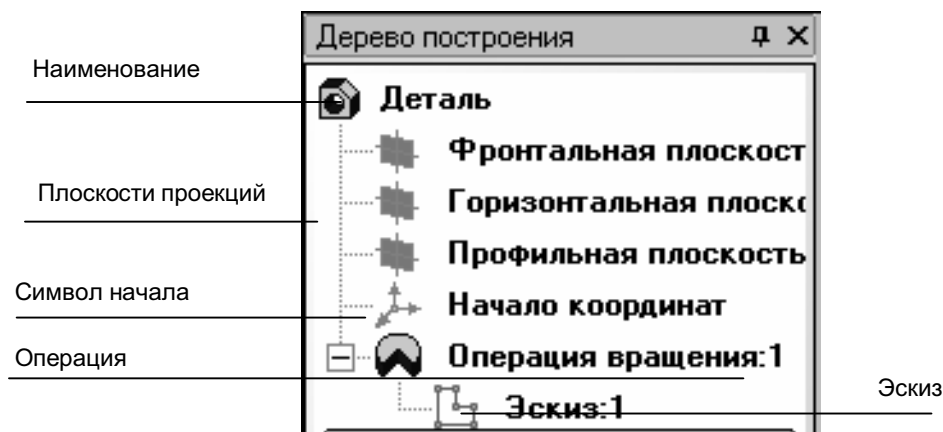 Дерево построения
Наименование
Деталь
Фронтальная плоскост
Плоскости проекций
Горизонтальная плоско
Профильная плоскость
Символ начала
Начало координат
Операция
Операция вращения:1
Эскиз
Эскиз:1